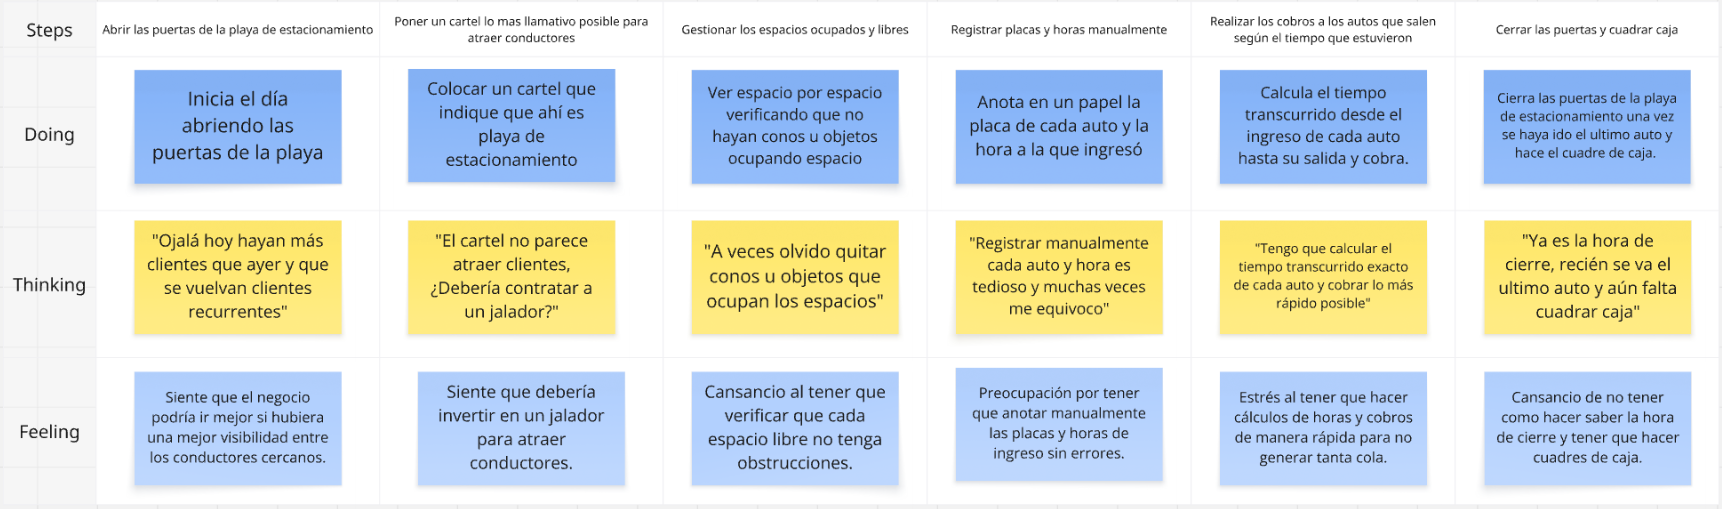 Steps
Abrir las puertas de la playa de estacionamiento
Poner un cartel lo mas llamativo posible para
atraer conductores
Gestionar los espacios ocupados y libres
Registrar placas y horas manualmente
Realizar los cobros a los autos que salen
según el tiempo que estuvieron
Cerrar las puertas y cuadrar caja
Doing
Inicia el día
abriendo las
puertas de la playa
Colocar un cartel que
indique que ahí es
playa de
estacionamiento
Ver espacio por espacio
verificando que no
hayan conos u objetos
ocupando espacio
Anota en un papel la
placa de cada auto y la
hora a la que ingresó
Calcula el tiempo
transcurrido desde el
ingreso de cada auto
hasta su salida y cobra.
Cierra las puertas de la playa
de estacionamiento una vez
se haya ido el ultimo auto y
hace el cuadre de caja.
Thinking
"Ojalá hoy hayan más
clientes que ayer y que
se vuelvan clientes
recurrentes"
"El cartel no parece
atraer clientes,
¿Debería contratar a
un jalador?"
"A veces olvido quitar
conos u objetos que
ocupan los espacios"
"Registrar manualmente
cada auto y hora es
tedioso y muchas veces
me equivoco"
"Tengo que calcular el
tiempo transcurrido exacto
de cada auto y cobrar lo más
rápido posible"
"Ya es la hora de
cierre, recién se va el
ultimo auto y aún falta
cuadrar caja"
Feeling
Siente que el negocio
podría ir mejor si hubiera
una mejor visibilidad entre
los conductores cercanos.
Siente que debería
invertir en un jalador
para atraer
conductores.
Cansancio al tener que
verificar que cada
espacio libre no tenga
obstrucciones.
Preocupación por tener
que anotar manualmente
las placas y horas de
ingreso sin errores.
Estrés al tener que hacer
cálculos de horas y cobros
de manera rápida para no
generar tanta cola.
Cansancio de no tener
como hacer saber la hora
de cierre y tener que hacer
cuadres de caja.